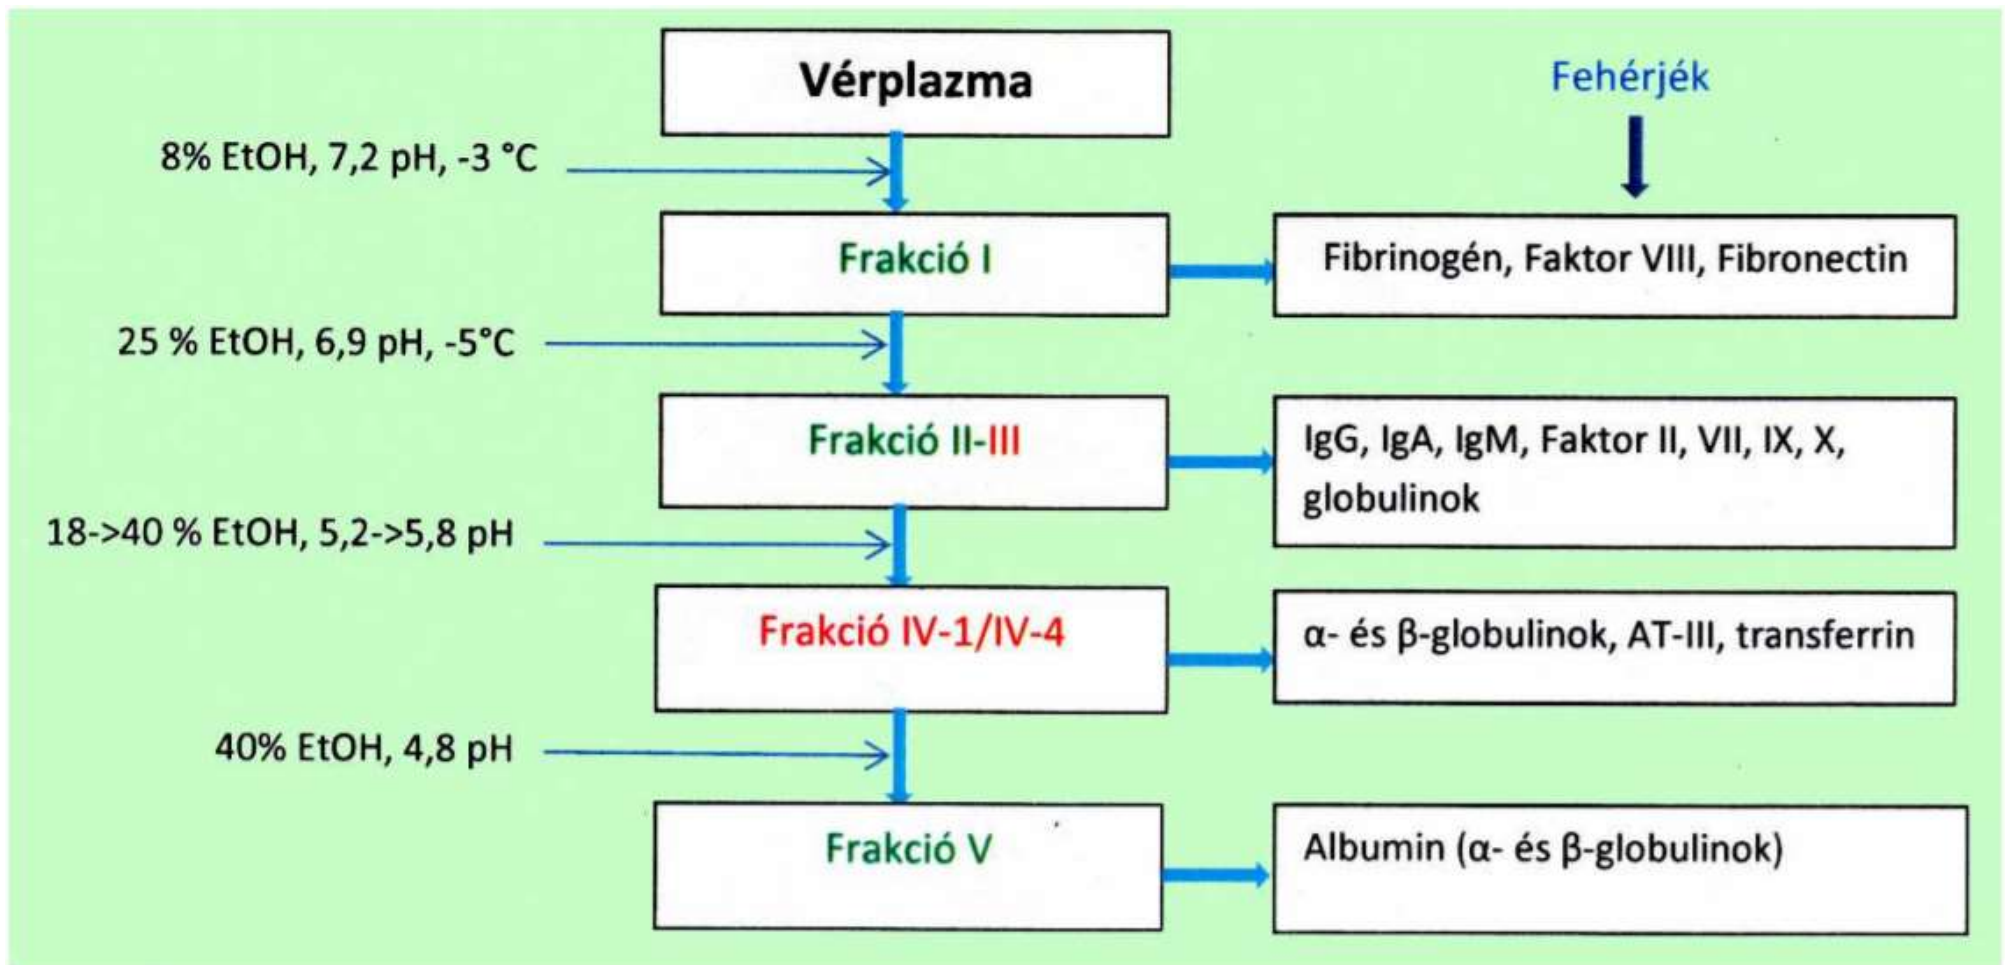 Vérplazma
Fehérjék
8% EtOH, 7,2 pH, -3 °C
Frakció I
Fibrinogén, Faktor VIII, Fibronectin
25 % EtOH, 6,9 pH, -5°C
Frakció II-III
IgG, IgA, IgM, Faktor II, VII, IX, X,
globulinok
18->40 % EtOH, 5,2->5,8 pH
Frakció IV-1/IV-4
α- és β-globulinok, AT-III, transferrin
40% EtOH, 4,8 pH
Frakció V
Albumin (α- és β-globulinok)